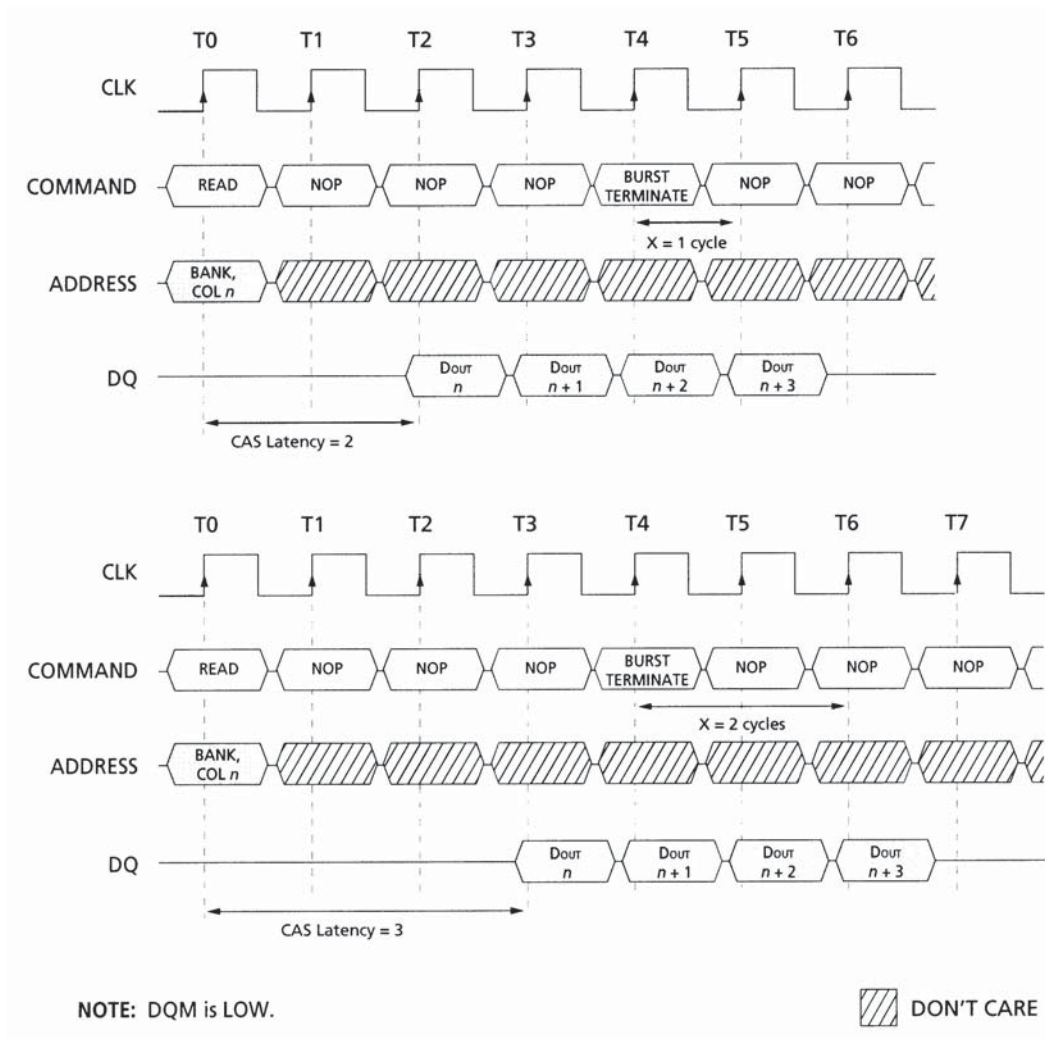 T0 T1 T2 T3 T4 T5 T6
CLK
COMMAND READ NOP NOP NOP BURST TERMINATE NOP NOP
X = 1 cycle
ADDRESS BANK, COL n
DQ DOUT n DOUT n + 1 DOUT n + 2 DOUT n + 3
CAS Latency = 2
T0 T1 T2 T3 T4 T5 T6 T7
CLK
COMMAND READ NOP NOP NOP BURST TERMINATE NOP NOP NOP
X = 2 cycles
ADDRESS BANK, COL n
DQ DOUT n DOUT n + 1 DOUT n + 2 DOUT n + 3
CAS Latency = 3
NOTE: DQM is LOW.
DON'T CARE